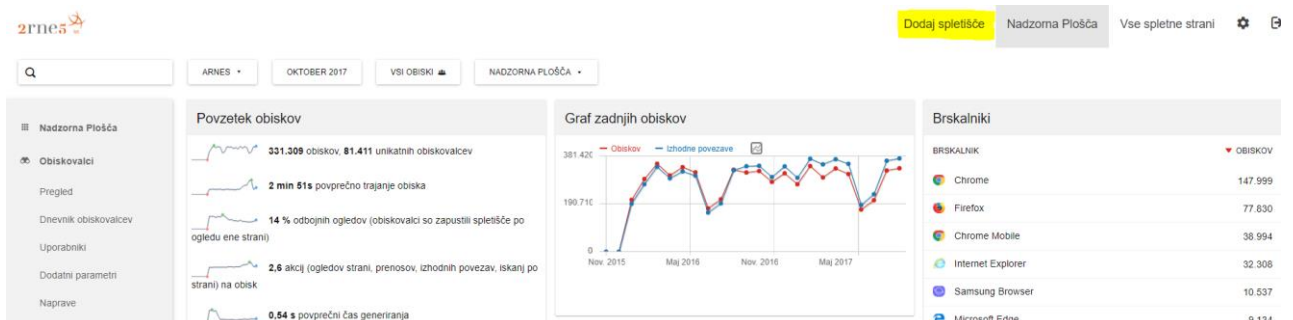 2rnes
Dodaj spletišče
Nadzorna Plošča
Vse spletne strani
ARNES
OKTOBER 2017
VSI OBISKI
NADZORNA PLOŠČA
Nadzorna Plošča
Obiskovalci
Pregled
Dnevnik obiskovalcev
Uporabniki
Dodatni parametri
Naprave
Povzetek obiskov
331.309 obiskov, 81.411 unikatnih obiskovalcev
2 min 51s povprečno trajanje obiska
14 % odbojnih ogledov (obiskovalci so zapustili spletišče po
ogledu ene strani)
2,6 akcij (ogledov strani, prenosov, izhodnih povezav, iskanj po
strani) na obisk
0,54 s povprečni čas generiranja
Graf zadnjih obiskov
Obiskov
Izhodne povezave
381.420
190.710
0
Nov. 2015
Maj 2016
Nov. 2016
Maj 2017
Brskalniki
BRSKALNIK
OBISKOV
Chrome 147.999
Firefox 77.830
Chrome Mobile 38.994
Internet Explorer 32.308
Samsung Browser 10.537
Microsoft Edge 9.134